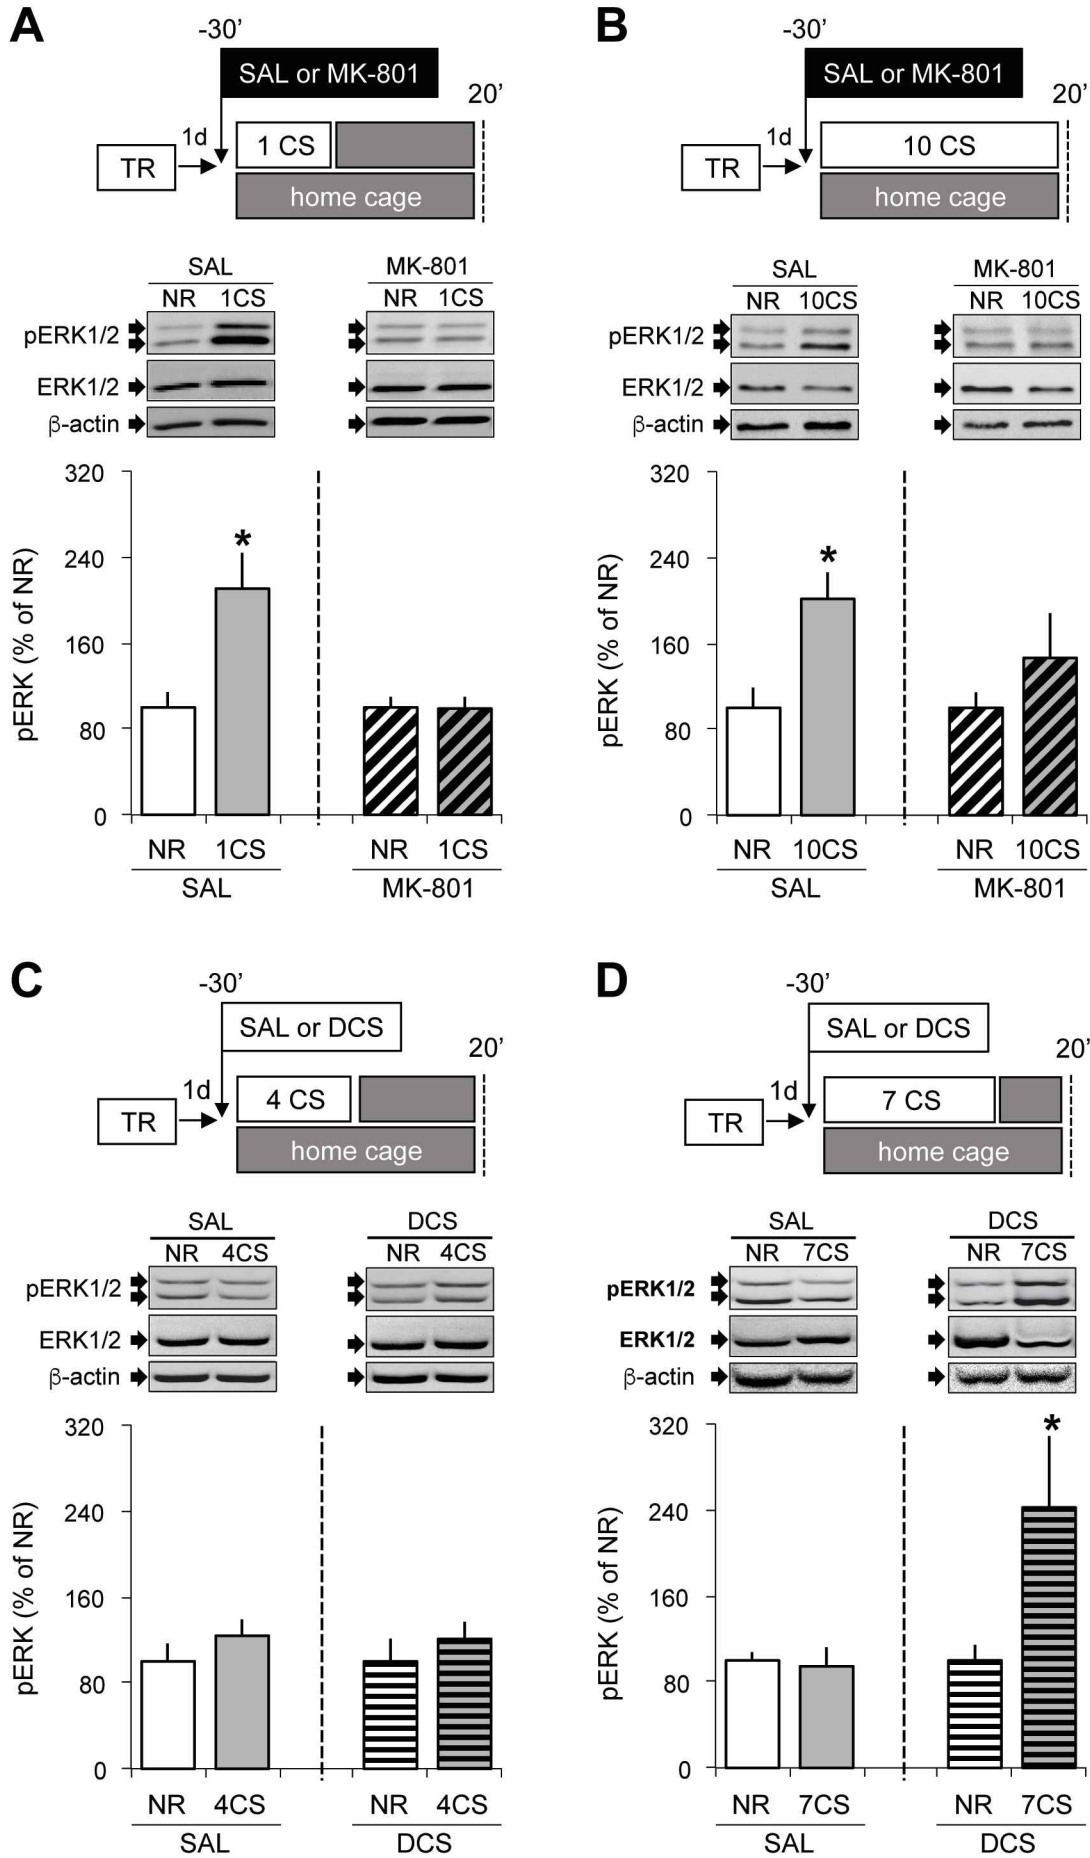 A
-30’
SAL or MK-801
20’
1d
1 CS
TR
home cage
SAL
MK-801
NR 1CS
NR 1CS
pERK1/2
ERK1/2
β-actin
320
240
160
80
0
pERK (% of NR)
*
NR 1CS
NR 1CS
SAL
MK-801
B
-30’
SAL or MK-801
20’
1d
10 CS
TR
home cage
SAL
MK-801
NR 10CS
NR 10CS
pERK1/2
ERK1/2
β-actin
320
240
160
80
0
pERK (% of NR)
*
NR 10CS
NR 10CS
SAL
MK-801
C
-30’
SAL or DCS
20’
1d
4 CS
TR
home cage
SAL
DCS
NR 4CS
NR 4CS
pERK1/2
ERK1/2
β-actin
320
240
160
80
0
pERK (% of NR)
NR 4CS
NR 4CS
SAL
DCS
D
-30’
SAL or DCS
20’
1d
7 CS
TR
home cage
SAL
DCS
NR 7CS
NR 7CS
pERK1/2
ERK1/2
β-actin
320
240
160
80
0
pERK (% of NR)
*
NR 7CS
NR 7CS
SAL
DCS